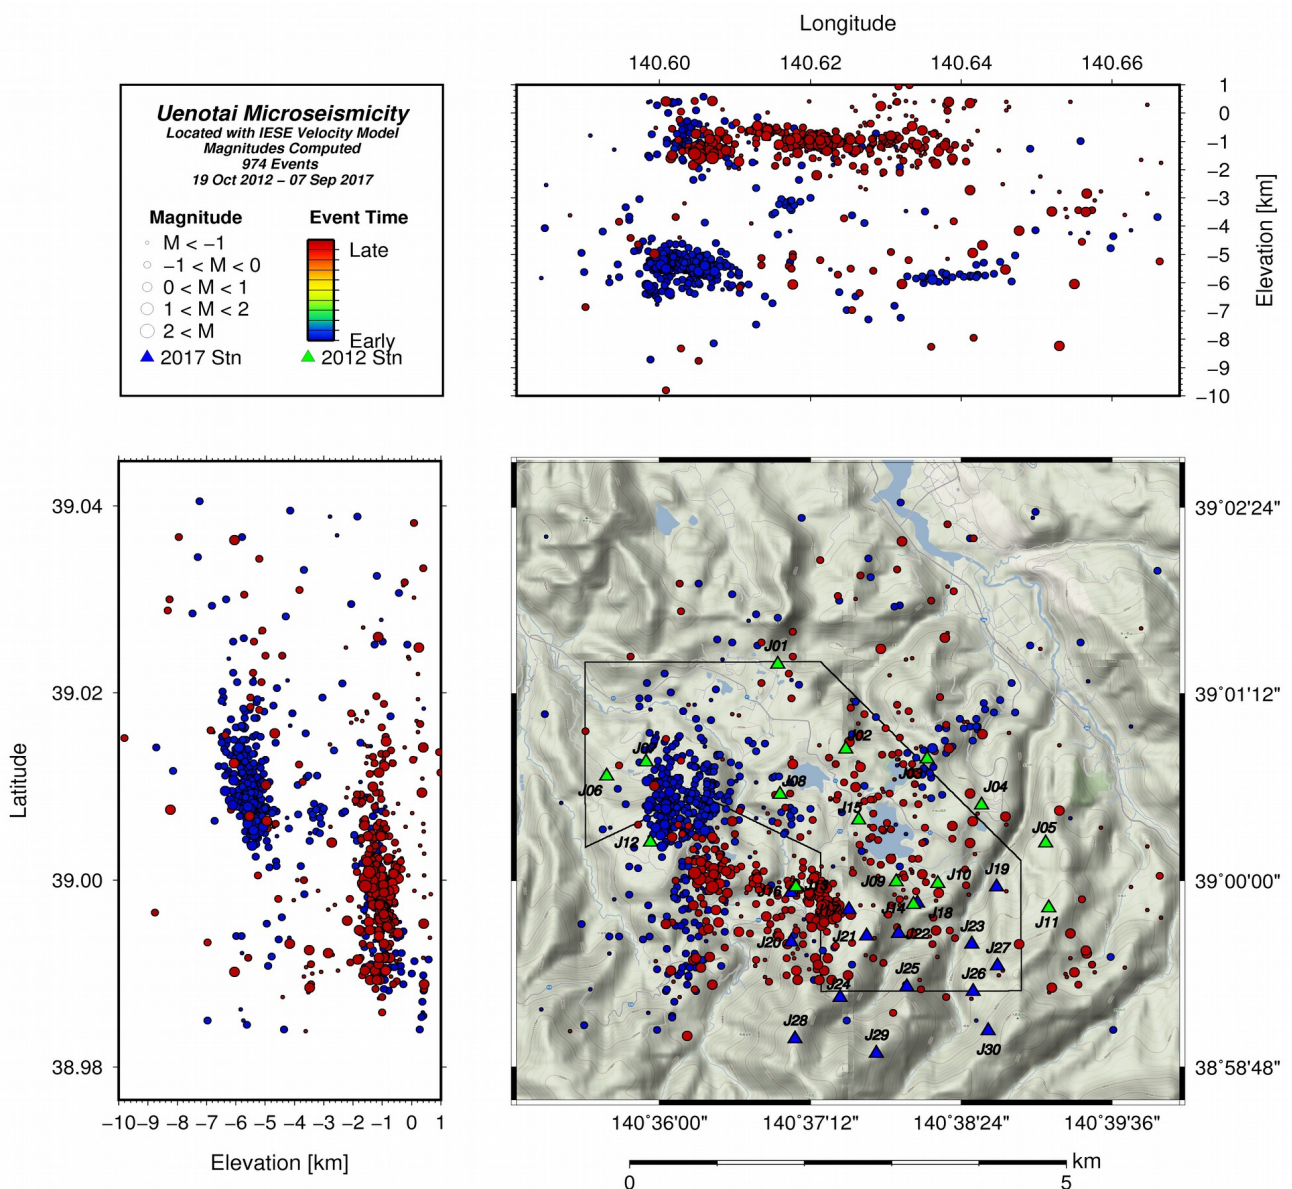 Longitude
140.60 140.62 140.64 140.66
Uenotai Microseismicity
Located with IESE Velocity Model
Magnitudes Computed
974 Events
19 Oct 2012 – 07 Sep 2017
Magnitude
Event Time
M < −1
−1 < M < 0
0 < M < 1
1 < M < 2
2 < M
Late
Early
2017 Stn
2012 Stn
1
0
−1
−2
−3
−4
−5
−6
−7
−8
−9
−10
Elevation [km]
39.04
39.02
39.00
38.98
Latitude
−10 −9 −8 −7 −6 −5 −4 −3 −2 −1 0 1
Elevation [km]
J01
J02
J03
J07
J06
J08
J04
J15
J05
J12
J09
J10
J19
J16
J13
J17
J14
J18
J11
J20
J21
J22
J23
J27
J24
J25
J26
J28
J29
J30
39°02'24"
39°01'12"
39°00'00"
38°58'48"
140°36'00" 140°37'12" 140°38'24" 140°39'36"
km
0 5